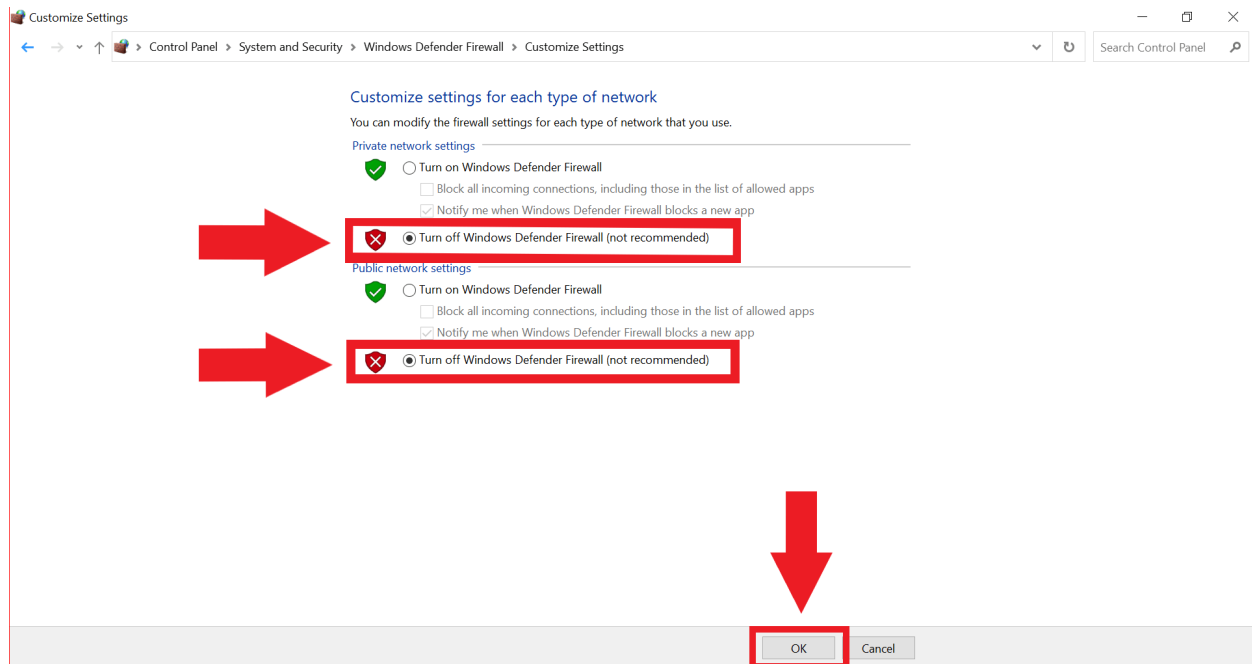 Customize Settings
Control Panel > System and Security > Windows Defender Firewall > Customize Settings
Search Control Panel
Customize settings for each type of network
You can modify the firewall settings for each type of network that you use.
Private network settings
Turn on Windows Defender Firewall
Block all incoming connections, including those in the list of allowed apps
Notify me when Windows Defender Firewall blocks a new app
Turn off Windows Defender Firewall (not recommended)
Public network settings
Turn on Windows Defender Firewall
Block all incoming connections, including those in the list of allowed apps
Notify me when Windows Defender Firewall blocks a new app
Turn off Windows Defender Firewall (not recommended)
OK Cancel